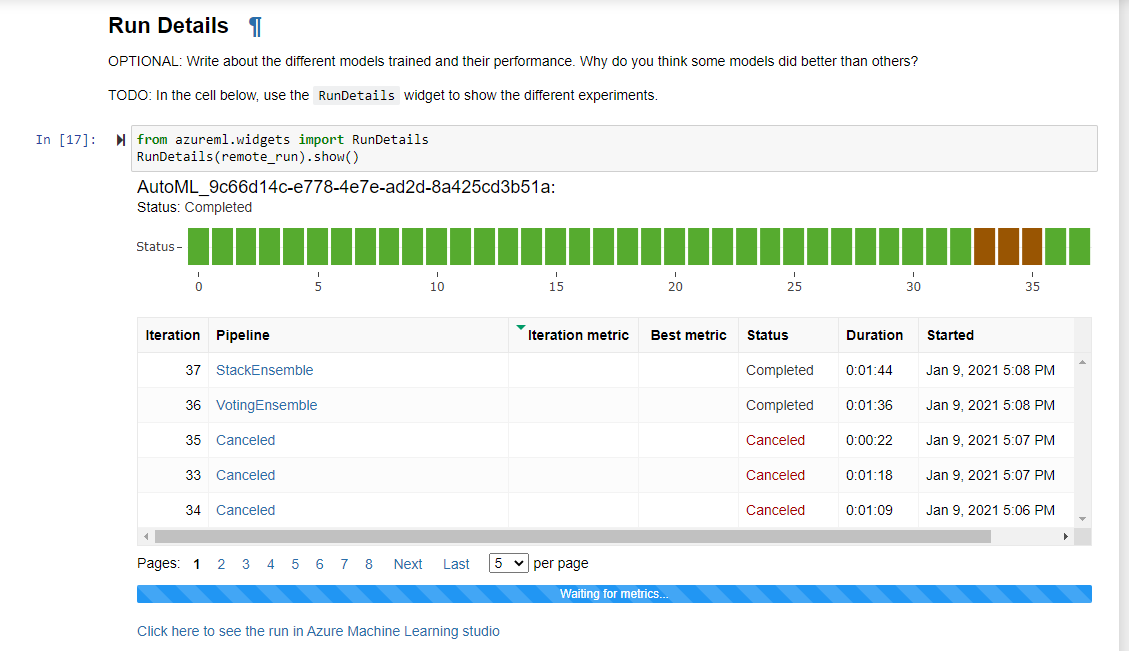 Run Details ¶
OPTIONAL: Write about the different models trained and their performance. Why do you think some models did better than others?
TODO: In the cell below, use the RunDetails widget to show the different experiments.
In [17]:
from azureml.widgets import RunDetails
RunDetails(remote_run).show()
AutoML_9c66d14c-e778-4e7e-ad2d-8a425cd3b51a:
Status: Completed
Status
0 5 10 15 20 25 30 35
Iteration Pipeline Iteration metric Best metric Status Duration Started
37 StackEnsemble Completed 0:01:44 Jan 9, 2021 5:08 PM
36 VotingEnsemble Completed 0:01:36 Jan 9, 2021 5:08 PM
35 Canceled Canceled 0:00:22 Jan 9, 2021 5:07 PM
33 Canceled Canceled 0:01:18 Jan 9, 2021 5:07 PM
34 Canceled Canceled 0:01:09 Jan 9, 2021 5:06 PM
Pages: 1 2 3 4 5 6 7 8 Next Last 5 per page
Waiting for metrics...
Click here to see the run in Azure Machine Learning studio